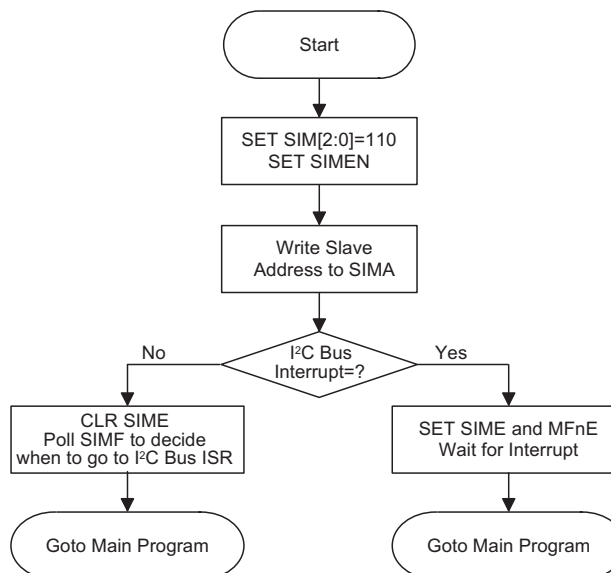 Start
SET SIM[2:0]=110
SET SIMEN
Write Slave
Address to SIMA
I²C Bus
Interrupt=?
No
Yes
CLR SIME
Poll SIMF to decide
when to go to I²C Bus ISR
SET SIME and MFnE
Wait for Interrupt
Goto Main Program
Goto Main Program